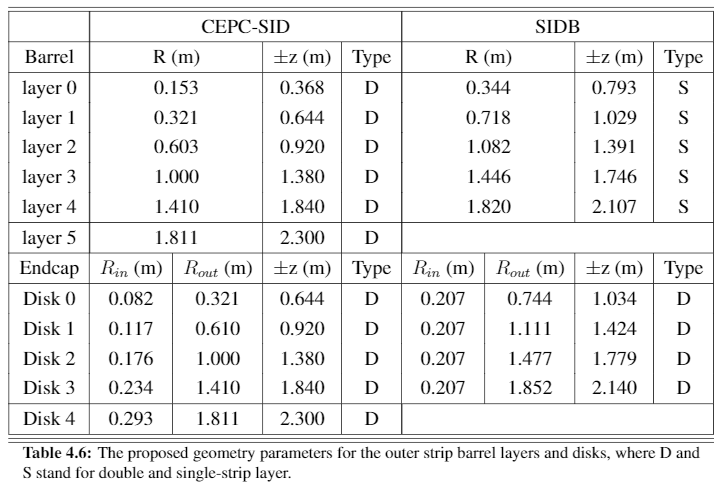 CEPC-SID SIDB
Barrel R (m) ±z (m) Type R (m) ±z (m) Type
layer 0 0.153 0.368 D 0.344 0.793 S
layer 1 0.321 0.644 D 0.718 1.029 S
layer 2 0.603 0.920 D 1.082 1.391 S
layer 3 1.000 1.380 D 1.446 1.746 S
layer 4 1.410 1.840 D 1.820 2.107 S
layer 5 1.811 2.300 D
Endcap R_in (m) R_out (m) ±z (m) Type R_in (m) R_out (m) ±z (m) Type
Disk 0 0.082 0.321 0.644 D 0.207 0.744 1.034 D
Disk 1 0.117 0.610 0.920 D 0.207 1.111 1.424 D
Disk 2 0.176 1.000 1.380 D 0.207 1.477 1.779 D
Disk 3 0.234 1.410 1.840 D 0.207 1.852 2.140 D
Disk 4 0.293 1.811 2.300 D
Table 4.6: The proposed geometry parameters for the outer strip barrel layers and disks, where D and
S stand for double and single-strip layer.